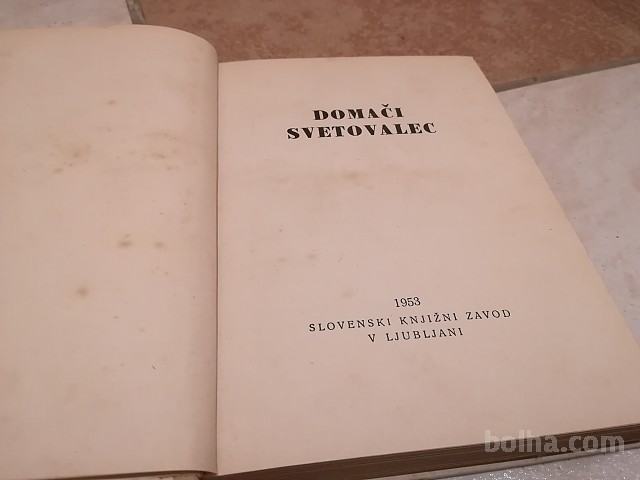 DOMAČI
SVETOVALEC
1953
SLOVENSKI KNJIŽNI ZAVOD
V LJUBLJANI
bolha.com